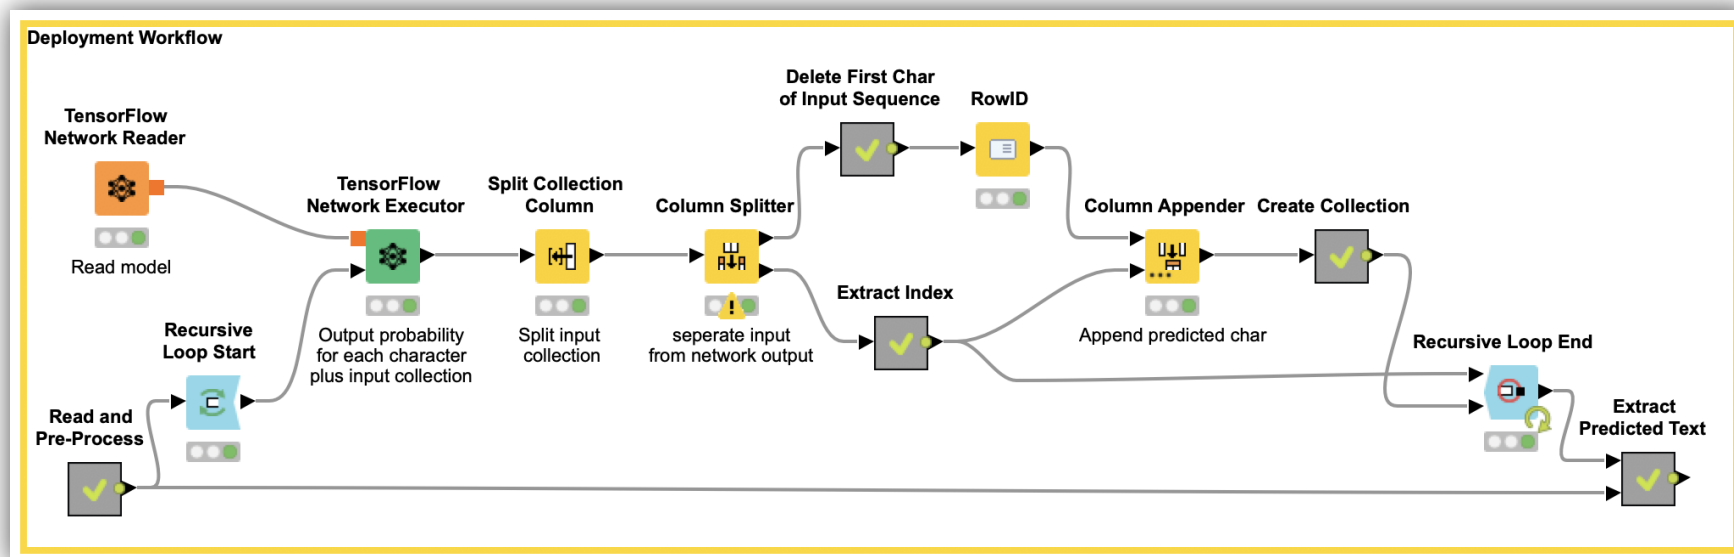 Deployment Workflow
TensorFlow
Network Reader
Read model
Read and
Pre-Process
Recursive
Loop Start
TensorFlow
Network Executor
Output probability
for each character
plus input collection
Split Collection
Column
Split input
collection
Column Splitter
seperate input
from network output
Delete First Char
of Input Sequence
RowID
Extract Index
Column Appender
Append predicted char
Create Collection
Recursive Loop End
Extract
Predicted Text